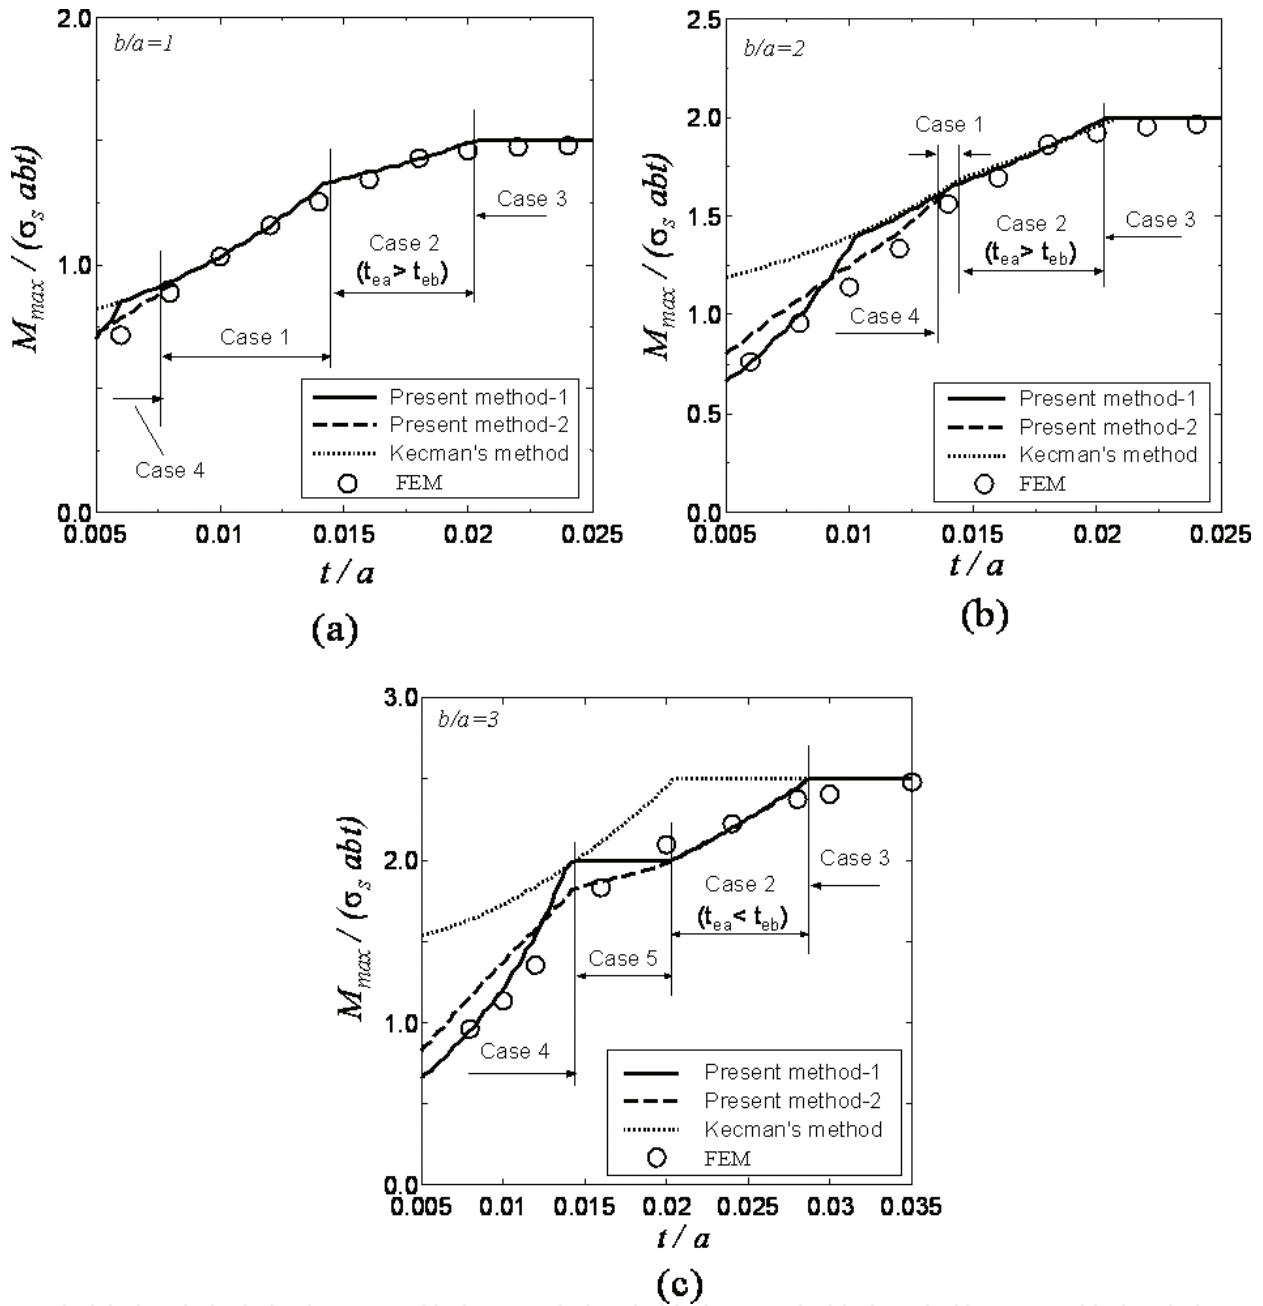 b/a=1
2.0
1.0
0.0
M_max / (σ_s abt)
Case 3
Case 2
(t_ea> t_eb)
Case 1
Case 4
Present method-1
Present method-2
Kecman's method
FEM
0.005 0.01 0.015 0.02 0.025
t / a
(a)
b/a=2
2.5
2.0
1.5
1.0
0.5
0.0
M_max / (σ_s abt)
Case 1
Case 2
(t_ea> t_eb)
Case 3
Case 4
Present method-1
Present method-2
Kecman's method
FEM
0.005 0.01 0.015 0.02 0.025
t / a
(b)
b/a=3
3.0
2.0
1.0
0.0
M_max / (σ_s abt)
Case 3
Case 2
(t_ea< t_eb)
Case 5
Case 4
Present method-1
Present method-2
Kecman's method
FEM
0.005 0.01 0.015 0.02 0.025 0.03 0.035
t / a
(c)